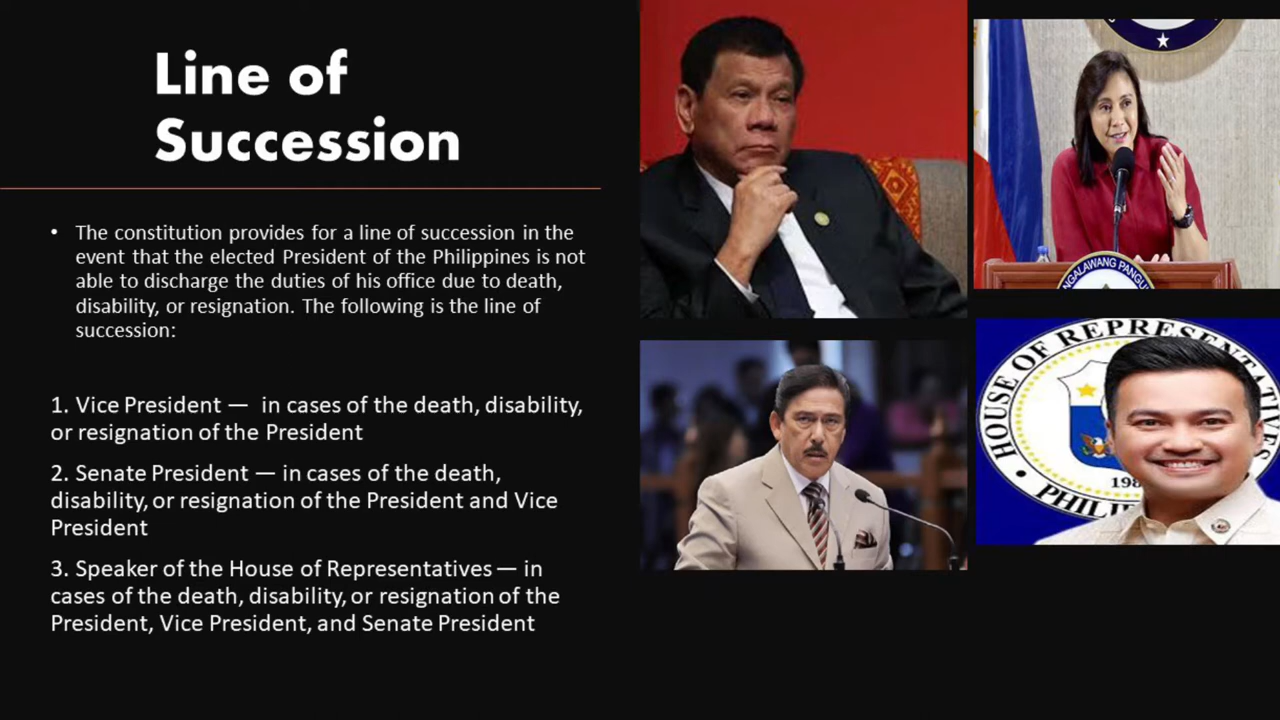 Line of
Succession
• The constitution provides for a line of succession in the
event that the elected President of the Philippines is not
able to discharge the duties of his office due to death,
disability, or resignation. The following is the line of
succession:
1. Vice President — in cases of the death, disability,
or resignation of the President
2. Senate President — in cases of the death,
disability, or resignation of the President and Vice
President
3. Speaker of the House of Representatives — in
cases of the death, disability, or resignation of the
President, Vice President, and Senate President
HOUSE OF REPRESENTATIVES